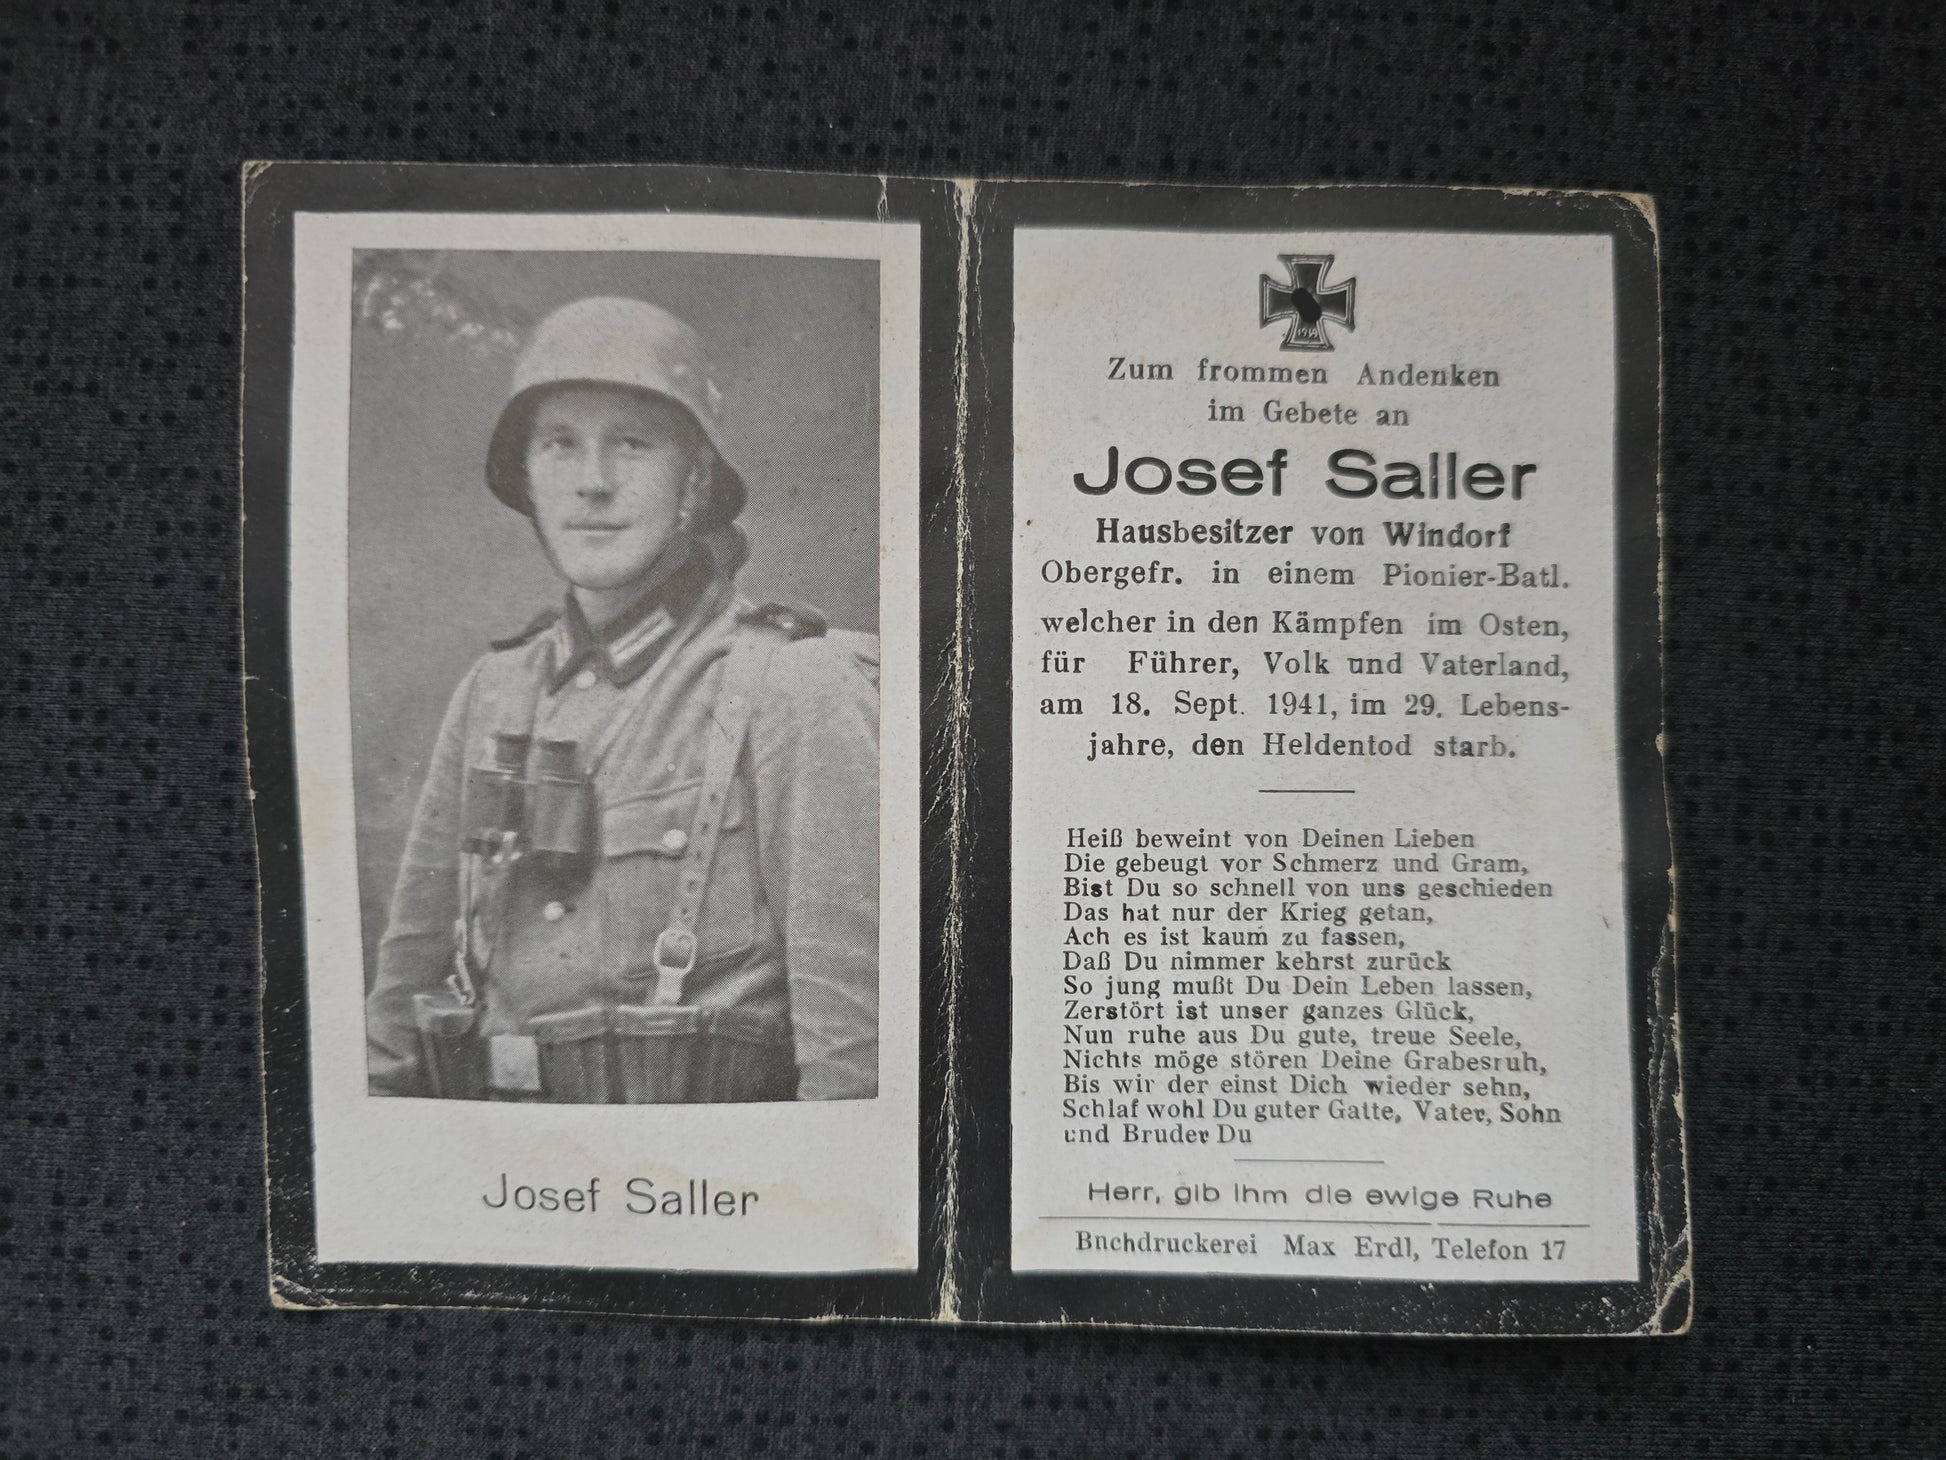 Josef Saller
1939
Zum frommen Andenken
im Gebete an
Josef Saller
Hausbesitzer von Windorf
Obergefr. in einem Pionier-Batl.
welcher in den Kämpfen im Osten,
für Führer, Volk und Vaterland,
am 18. Sept. 1941, im 29. Lebens-
jahre, den Heldentod starb.
Heiß beweint von Deinen Lieben
Die gebeugt vor Schmerz und Gram,
Bist Du so schnell von uns geschieden
Das hat nur der Krieg getan,
Ach es ist kaum zu fassen,
Daß Du nimmer kehrst zurück
So jung mußt Du Dein Leben lassen,
Zerstört ist unser ganzes Glück,
Nun ruhe aus Du gute, treue Seele,
Nichts möge stören Deine Grabesruh,
Bis wir der einst Dich wieder sehn,
Schlaf wohl Du guter Gatte, Vater, Sohn
und Bruder Du
Herr, gib Ihm die ewige Ruhe
Bnchdruckerei Max Erdl, Telefon 17